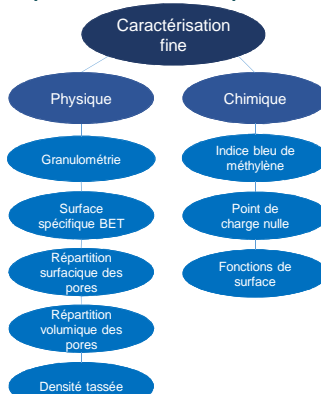 Caractérisation
fine
Physique
Chimique
Granulométrie
Surface
spécifique BET
Répartition
surfacique des
pores
Répartition
volumique des
pores
Densité tassée
Indice bleu de
méthylène
Point de
charge nulle
Fonctions de
surface